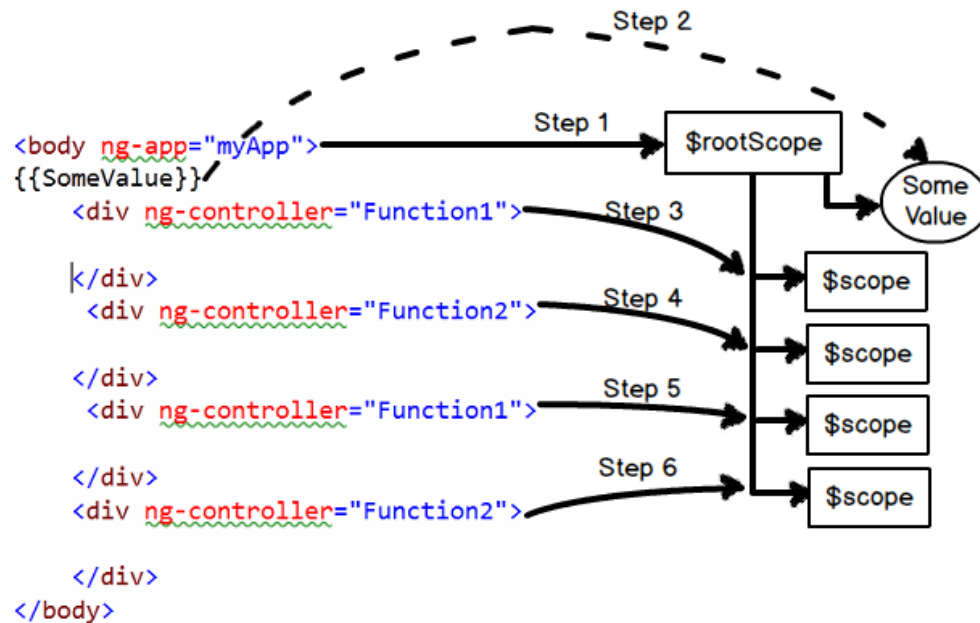 Step 2
Step 1
$rootScope
<body ng-app="myApp">
{{SomeValue}}
Some
Value
<div ng-controller="Function1">
Step 3
</div>
$scope
<div ng-controller="Function2">
Step 4
$scope
</div>
<div ng-controller="Function1">
Step 5
$scope
</div>
Step 6
$scope
<div ng-controller="Function2">
</div>
</body>